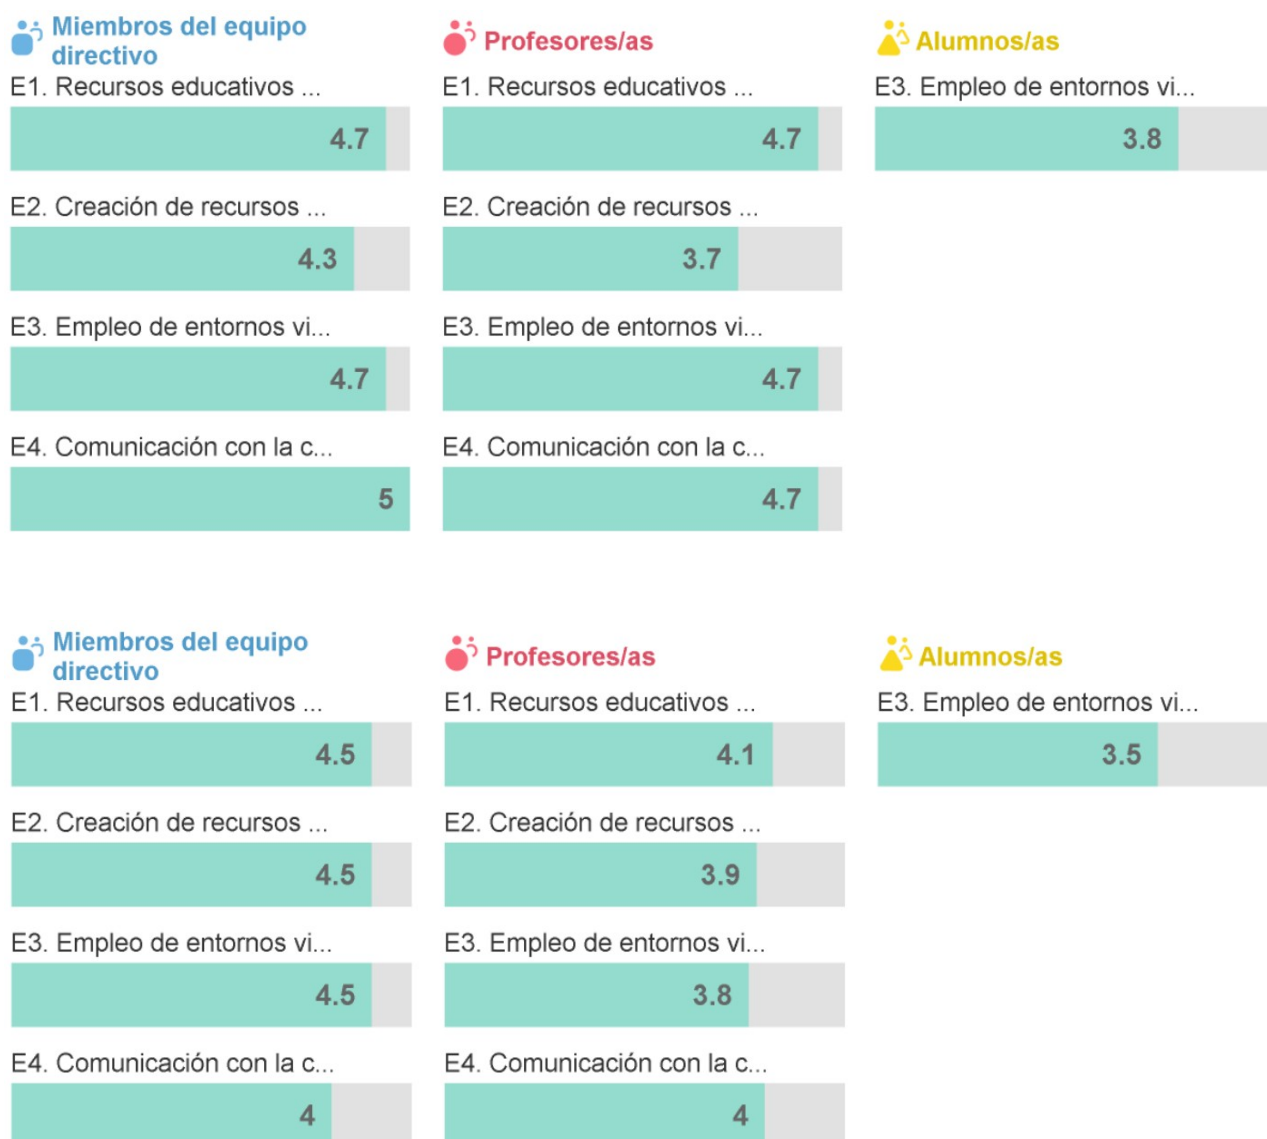 Miembros del equipo
directivo
E1. Recursos educativos ...
4.7
E2. Creación de recursos ...
4.3
E3. Empleo de entornos vi...
4.7
E4. Comunicación con la c...
5
Profesores/as
E1. Recursos educativos ...
4.7
E2. Creación de recursos ...
3.7
E3. Empleo de entornos vi...
4.7
E4. Comunicación con la c...
4.7
Alumnos/as
E3. Empleo de entornos vi...
3.8
Miembros del equipo
directivo
E1. Recursos educativos ...
4.5
E2. Creación de recursos ...
4.5
E3. Empleo de entornos vi...
4.5
E4. Comunicación con la c...
4
Profesores/as
E1. Recursos educativos ...
4.1
E2. Creación de recursos ...
3.9
E3. Empleo de entornos vi...
3.8
E4. Comunicación con la c...
4
Alumnos/as
E3. Empleo de entornos vi...
3.5